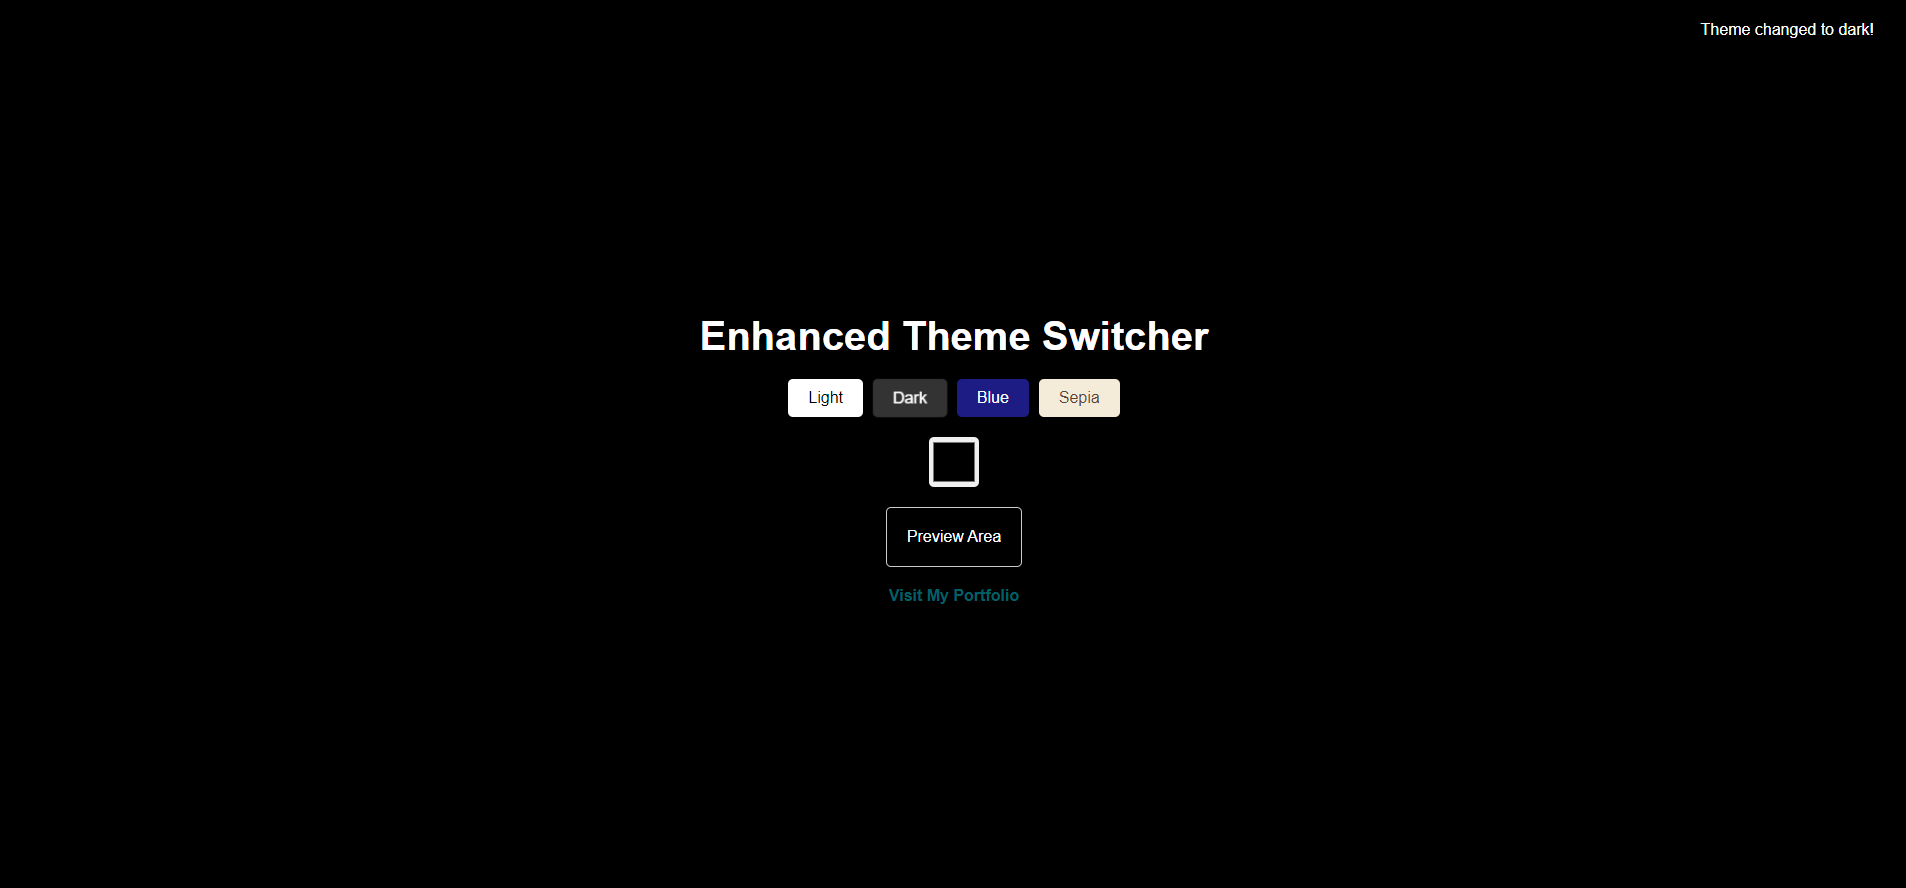 Theme changed to dark!
Enhanced Theme Switcher
Light Dark Blue Sepia
Preview Area
Visit My Portfolio